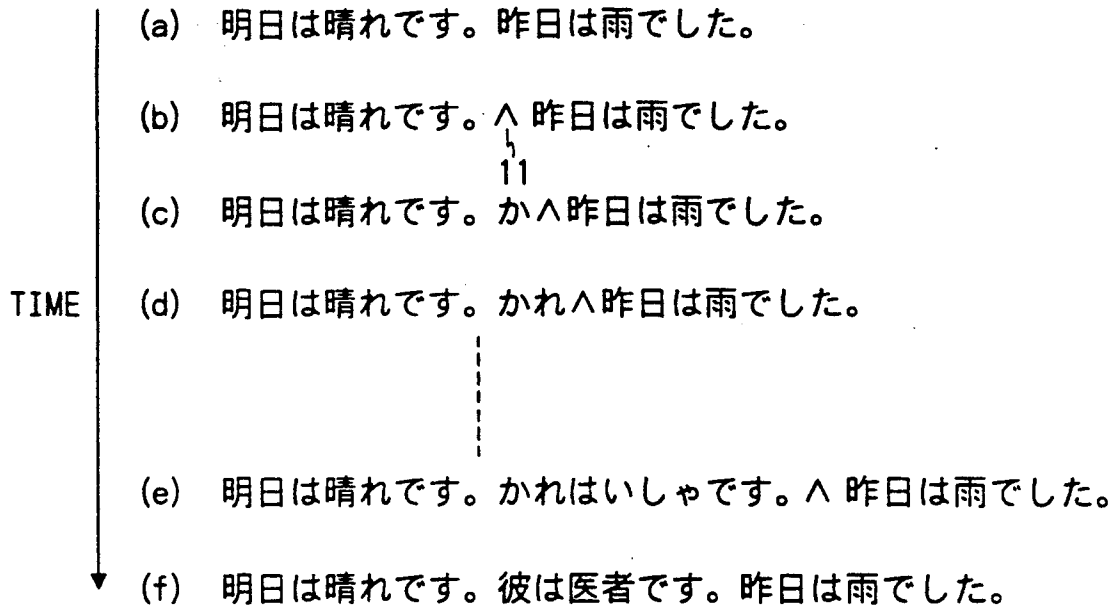 (a) 明日は晴れです。昨日は雨でした。
(b) 明日は晴れです。∧ 昨日は雨でした。
11
(c) 明日は晴れです。か∧昨日は雨でした。
TIME (d) 明日は晴れです。かれ∧昨日は雨でした。
(e) 明日は晴れです。かれはいしゃです。∧ 昨日は雨でした。
(f) 明日は晴れです。彼は医者です。昨日は雨でした。